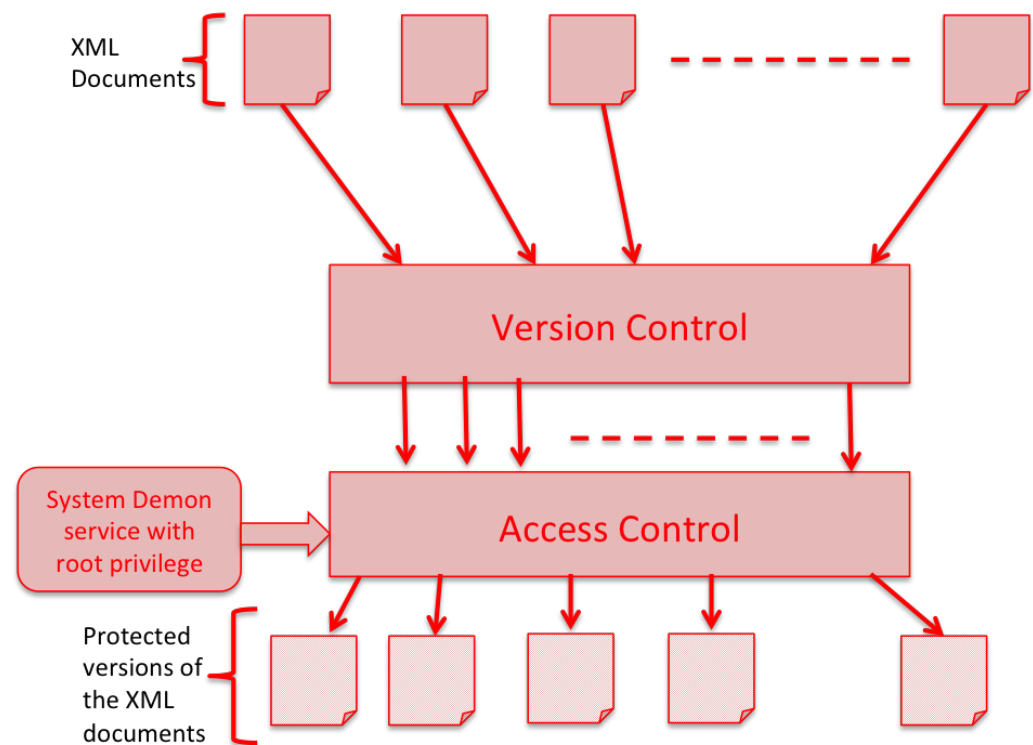 XML
Documents
Version Control
System Demon
service with
root privilege
Access Control
Protected
versions of
the XML
documents